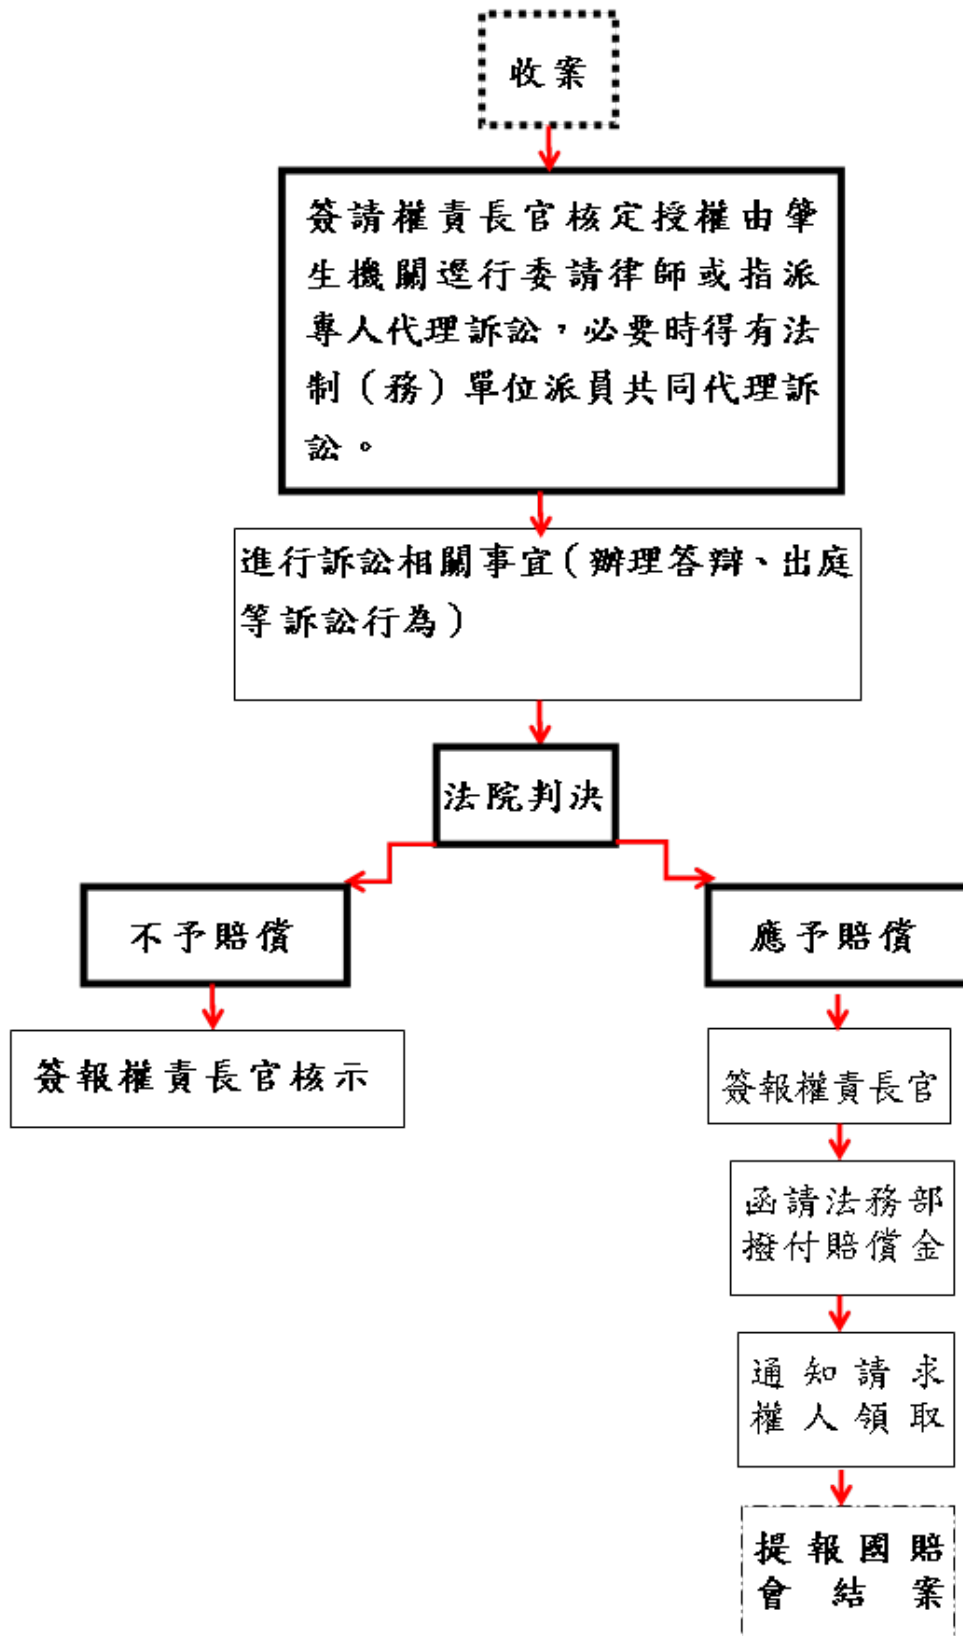 收案
簽請權責長官核定授權由肇
生機關逕行委請律師或指派
專人代理訴訟，必要時得有法
制（務）單位派員共同代理訴
訟。
進行訴訟相關事宜（辦理答辯、出庭
等訴訟行為）
法院判決
不予賠償
應予賠償
簽報權責長官核示
簽報權責長官
函請法務部
撥付賠償金
通知請求
權人領取
提報國賠
會結案